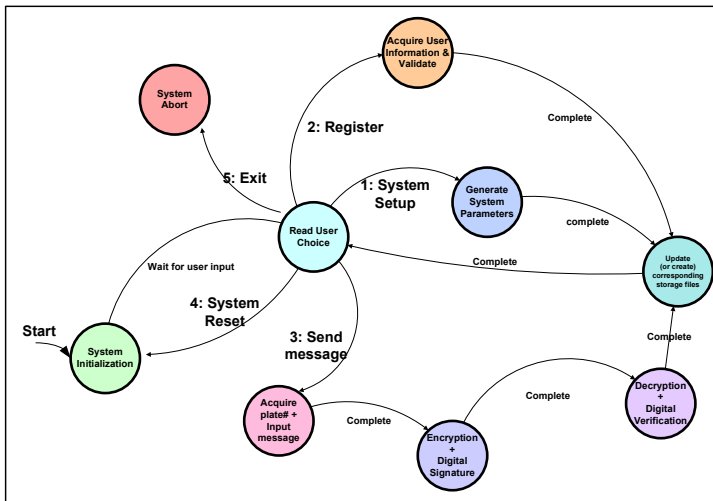 Acquire User
Information &
Validate
System
Abort
Complete
2: Register
5: Exit
1: System
Setup
Generate
System
Parameters
complete
Read User
Choice
Update
(or create)
corresponding
storage files
Complete
Wait for user input
4: System
Reset
Start
3: Send
message
System
Initialization
Complete
Decryption
+
Digital
Verification
Complete
Acquire
plate# +
Input
message
Complete
Encryption
+
Digital
Signature